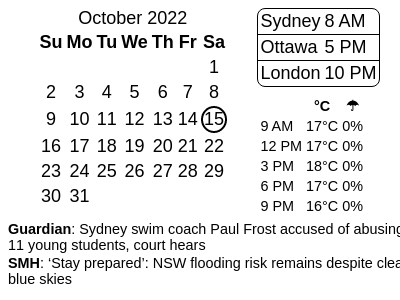 October 2022
Su Mo Tu We Th Fr Sa
1
2 3 4 5 6 7 8
9 10 11 12 13 14 15
16 17 18 19 20 21 22
23 24 25 26 27 28 29
30 31
Sydney 8 AM
Ottawa 5 PM
London 10 PM
°C ☂
9 AM 17°C 0%
12 PM 17°C 0%
3 PM 18°C 0%
6 PM 17°C 0%
9 PM 16°C 0%
Guardian: Sydney swim coach Paul Frost accused of abusing
11 young students, court hears
SMH: ‘Stay prepared’: NSW flooding risk remains despite clea
blue skies